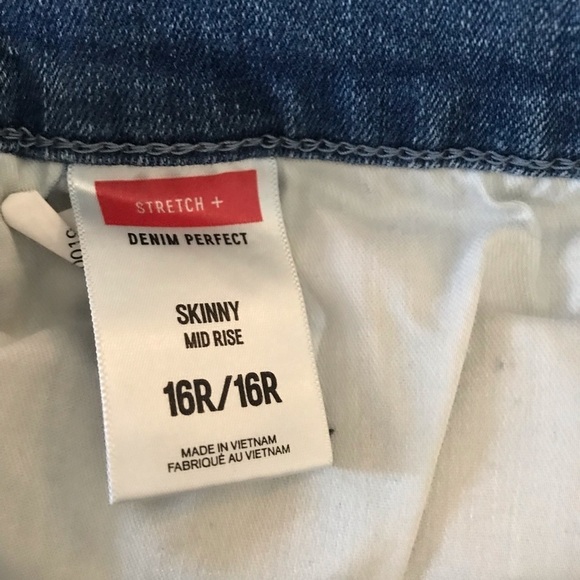 STRETCH +
DENIM PERFECT
SKINNY
MID RISE
16R/16R
MADE IN VIETNAM
FABRIQUÉ AU VIETNAM